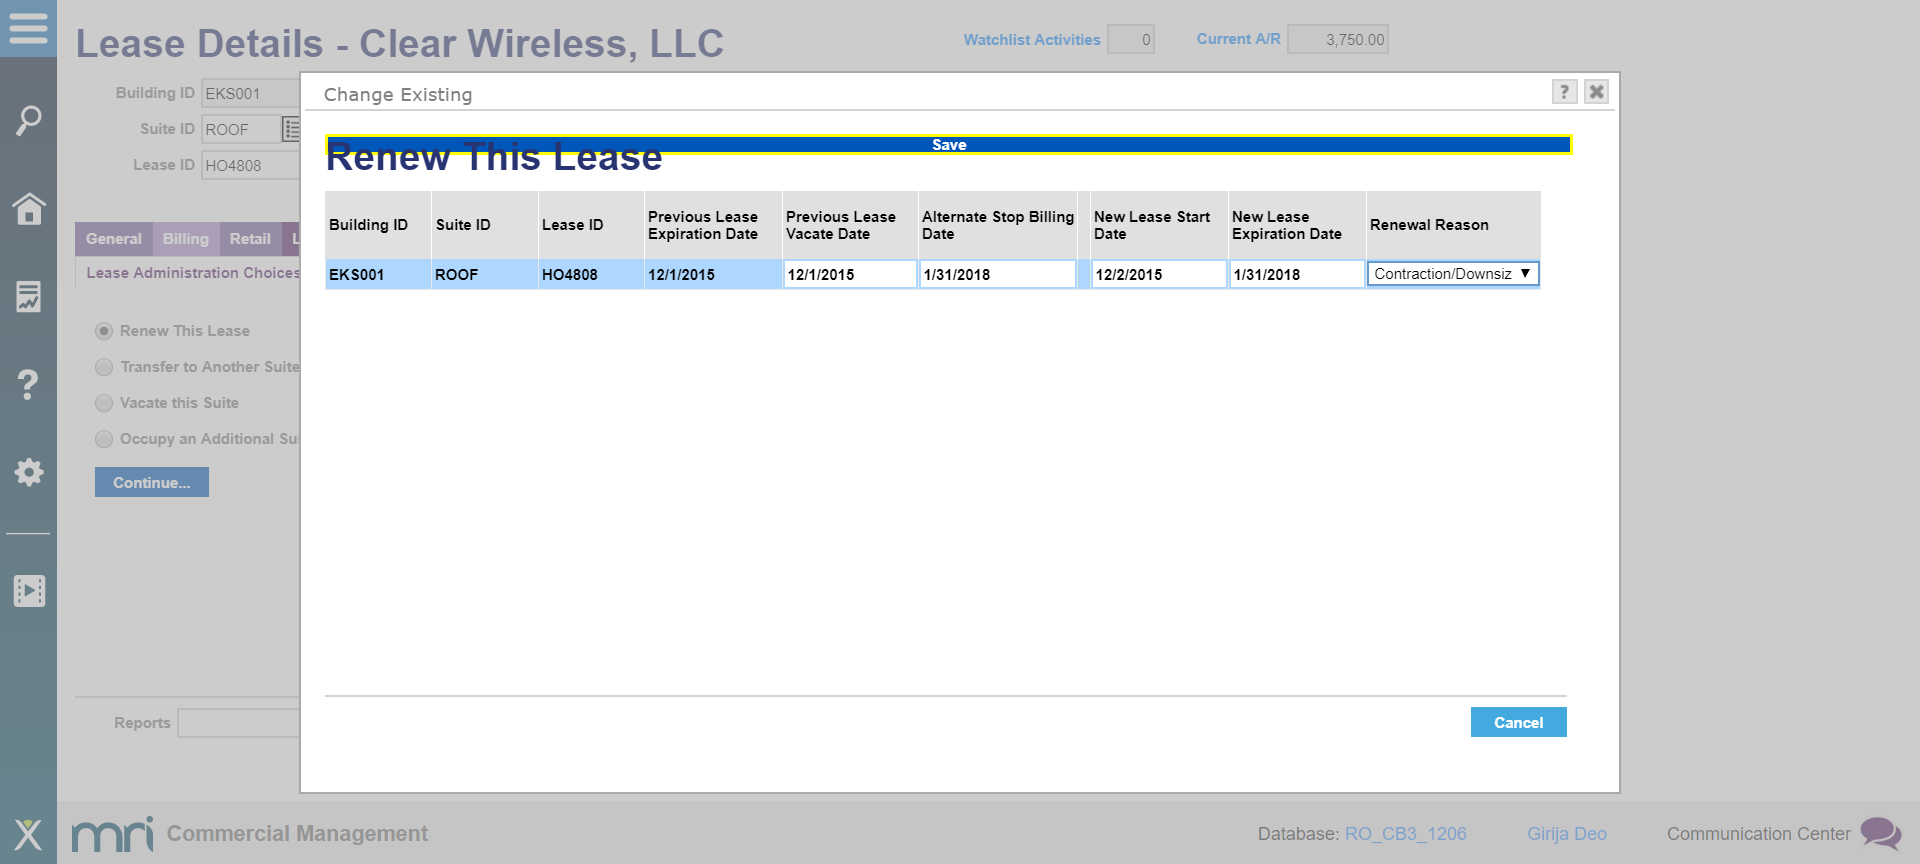 Lease Details - Clear Wireless, LLC
Watchlist Activities 0
Current A/R 3,750.00
Building ID EKS001
Suite ID ROOF
Lease ID HO4808
General Billing Retail L
Lease Administration Choices
Renew This Lease
Transfer to Another Suite
Vacate this Suite
Occupy an Additional Sui
Continue...
Reports
Change Existing
?
Save
Renew This Lease
Building ID Suite ID Lease ID Previous Lease Expiration Date Previous Lease Vacate Date Alternate Stop Billing Date New Lease Start Date New Lease Expiration Date Renewal Reason
EKS001 ROOF HO4808 12/1/2015 12/1/2015 1/31/2018 12/2/2015 1/31/2018 Contraction/Downsiz
Cancel
mri Commercial Management
Database: RO_CB3_1206
Girija Deo
Communication Center